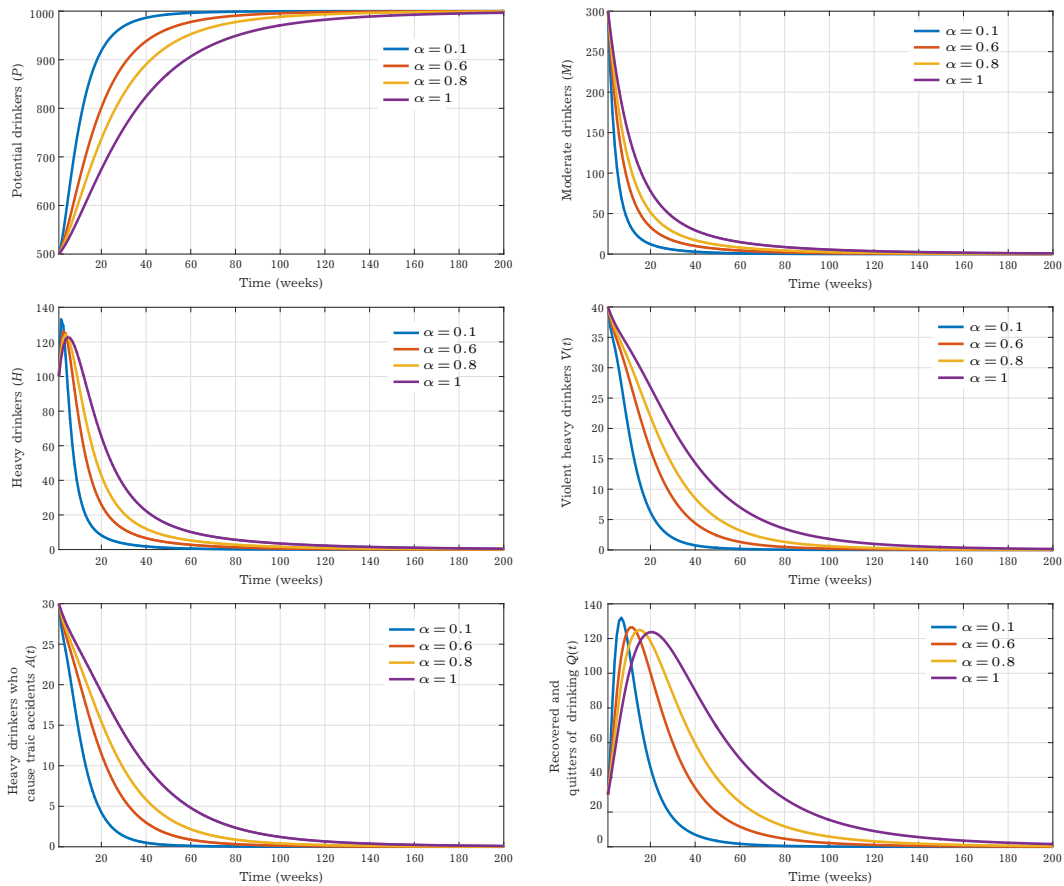 Potential drinkers (P)
1000
900
800
700
600
500
20 40 60 80 100 120 140 160 180 200
Time (weeks)
α = 0.1
α = 0.6
α = 0.8
α = 1
Moderate drinkers (M)
300
250
200
150
100
50
0
20 40 60 80 100 120 140 160 180 200
Time (weeks)
α = 0.1
α = 0.6
α = 0.8
α = 1
Heavy drinkers (H)
140
120
100
80
60
40
20
0
20 40 60 80 100 120 140 160 180 200
Time (weeks)
α = 0.1
α = 0.6
α = 0.8
α = 1
Violent heavy drinkers V(t)
40
35
30
25
20
15
10
5
0
20 40 60 80 100 120 140 160 180 200
Time (weeks)
α = 0.1
α = 0.6
α = 0.8
α = 1
Heavy drinkers who
cause traic accidents A(t)
30
25
20
15
10
5
0
20 40 60 80 100 120 140 160 180 200
Time (weeks)
α = 0.1
α = 0.6
α = 0.8
α = 1
Recovered and
quitters of drinking Q(t)
140
120
100
80
60
40
20
0
20 40 60 80 100 120 140 160 180 200
Time (weeks)
α = 0.1
α = 0.6
α = 0.8
α = 1